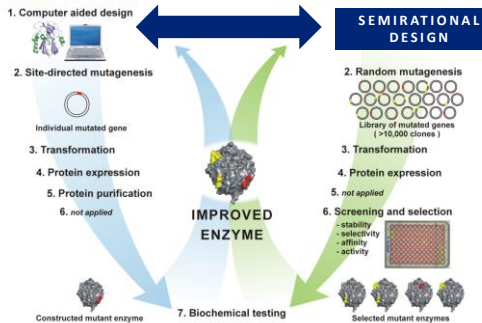 1. Computer aided design
SEMIRATIONAL
DESIGN
2. Site-directed mutagenesis
Individual mutated gene
3. Transformation
4. Protein expression
5. Protein purification
6. not applied
Constructed mutant enzyme
IMPROVED
ENZYME
7. Biochemical testing
2. Random mutagenesis
Library of mutated genes
( >10,000 clones )
3. Transformation
4. Protein expression
5. not applied
6. Screening and selection
- stability
- selectivity
- affinity
- activity
Selected mutant enzymes